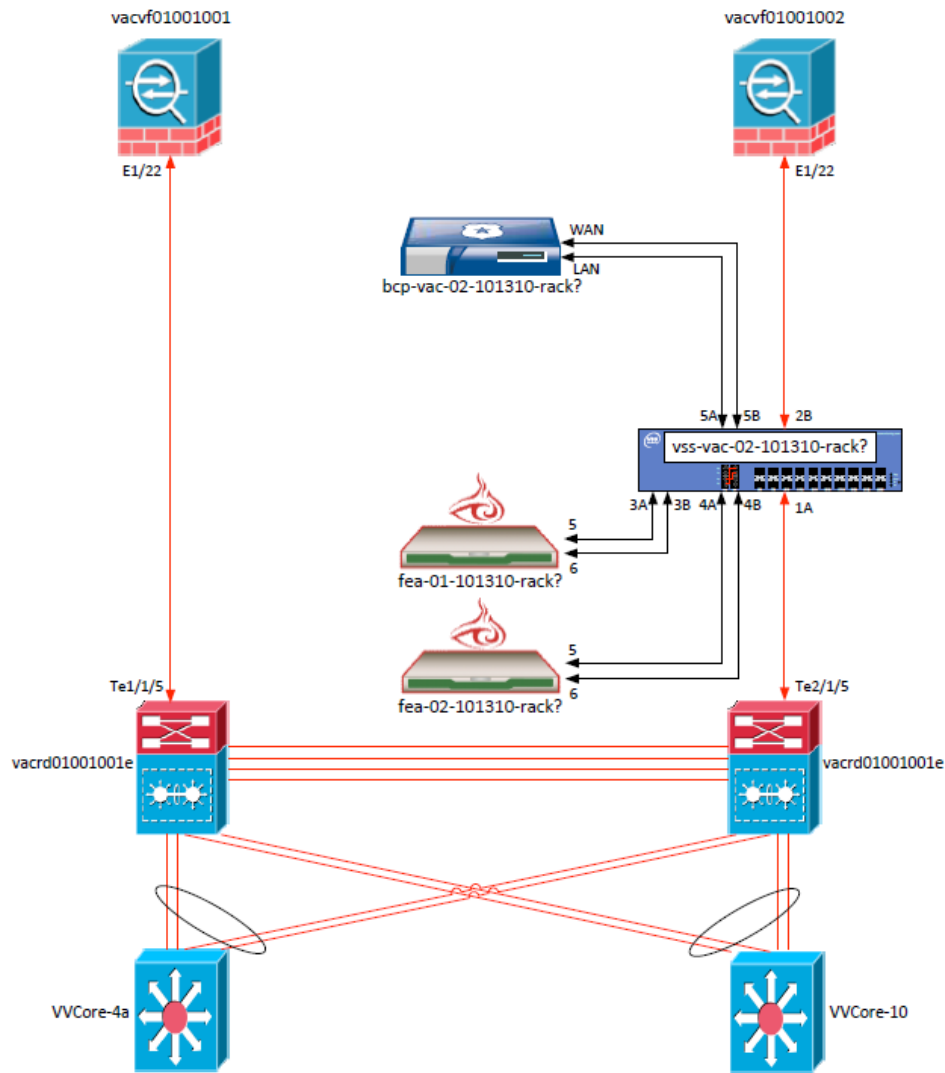 vacvf01001001
vacvf01001002
E1/22
E1/22
WAN
LAN
bcp-vac-02-101310-rack?
5A
5B
2B
vss
vss-vac-02-101310-rack?
3A
3B
4A
4B
1A
5
6
fea-01-101310-rack?
5
6
fea-02-101310-rack?
Te1/1/5
Te2/1/5
vacrd01001001e
vacrd01001001e
VVCore-4a
VVCore-10